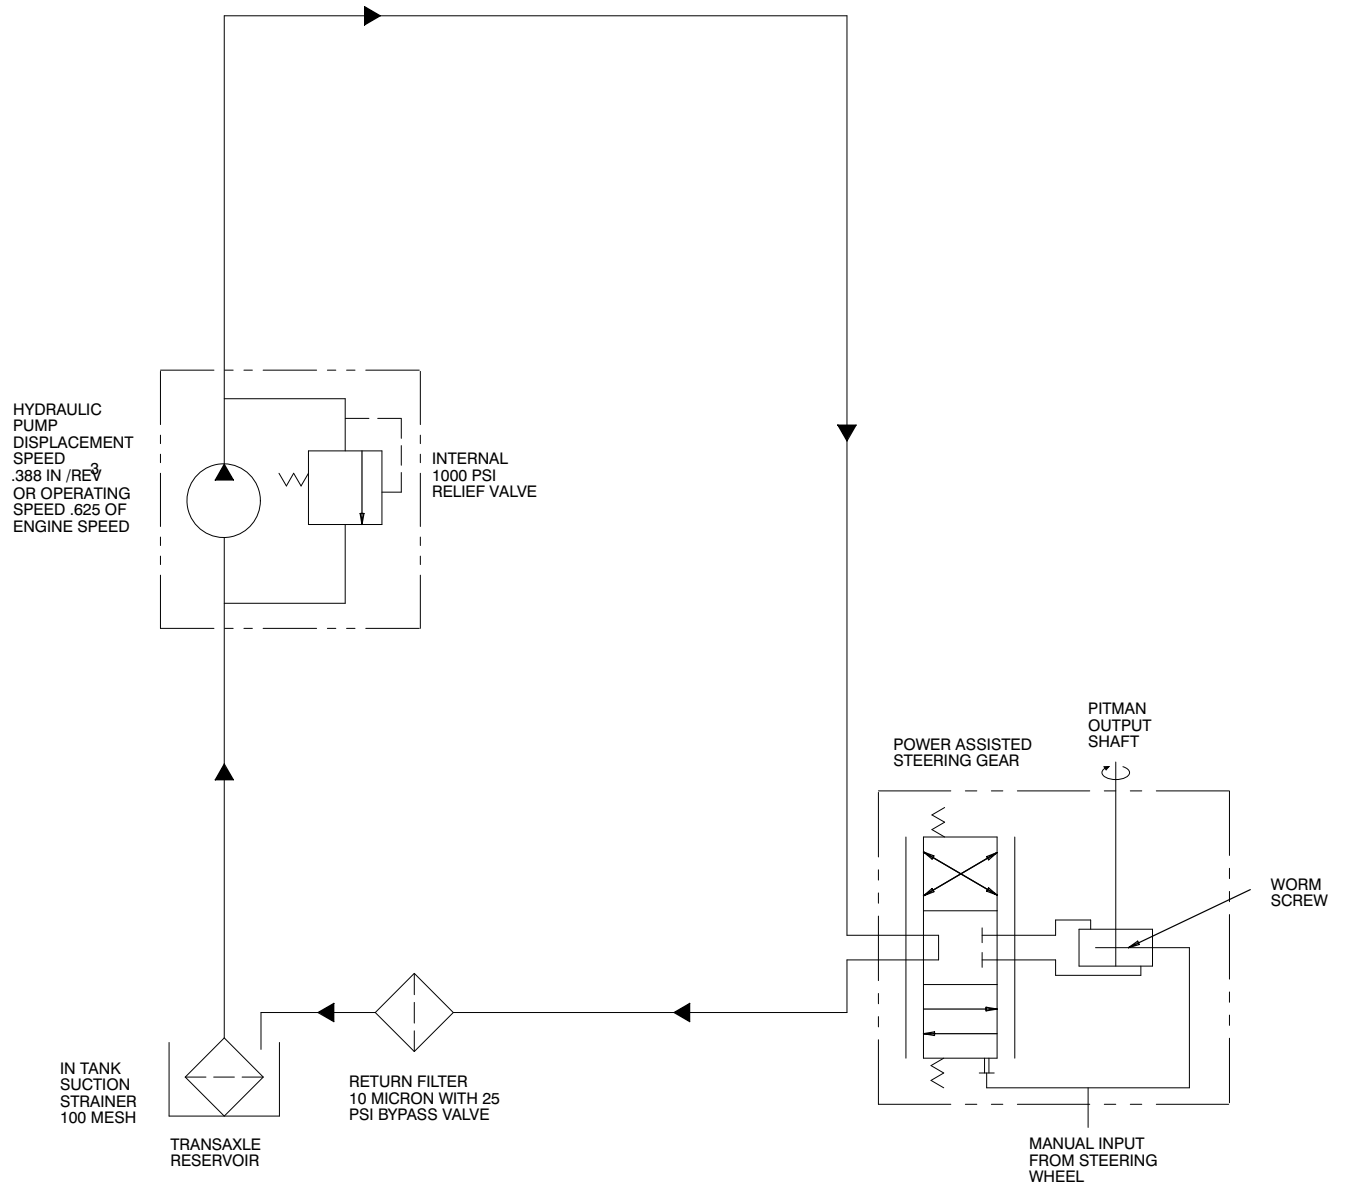 HYDRAULIC
PUMP
DISPLACEMENT
SPEED
.388 IN /REV 3
OR OPERATING
SPEED .625 OF
ENGINE SPEED
INTERNAL
1000 PSI
RELIEF VALVE
PITMAN
OUTPUT
SHAFT
POWER ASSISTED
STEERING GEAR
WORM
SCREW
IN TANK
SUCTION
STRAINER
100 MESH
RETURN FILTER
10 MICRON WITH 25
PSI BYPASS VALVE
TRANSAXLE
RESERVOIR
MANUAL INPUT
FROM STEERING
WHEEL